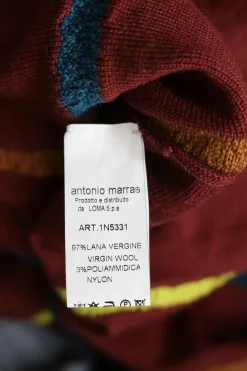 antonio marras
Prodotto e distribuito
da LOMA S.p.s.
ART.1N5331
97%LANA VERGINE
VIRGIN WOOL
3%POLIAMMIDICA
NYLON